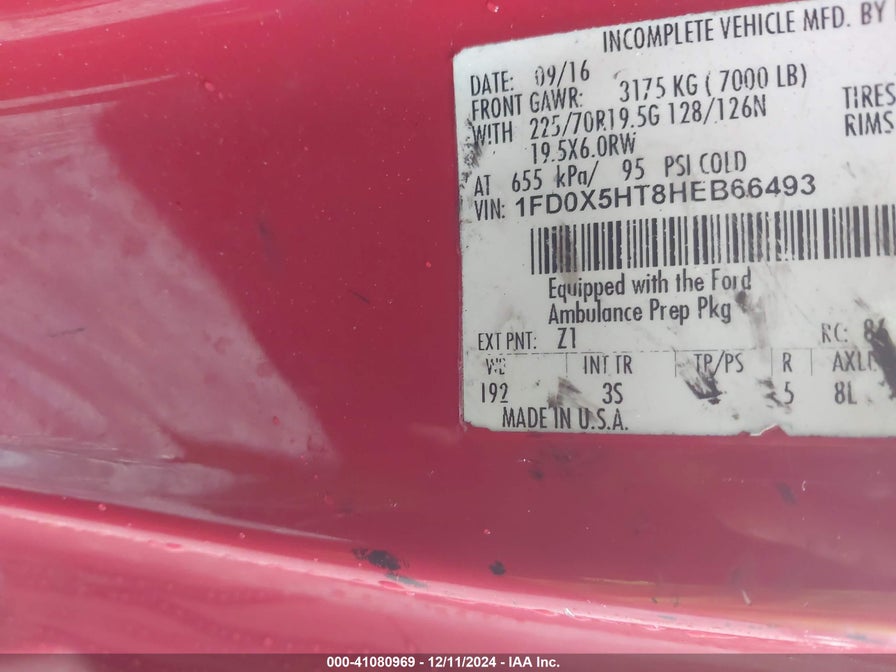 INCOMPLETE VEHICLE MFD. BY
DATE: 09/16
FRONT GAWR: 3175 KG ( 7000 LB)
WITH 225/70R19.5G 128/126N TIRES
19.5X6.0RW RIMS
AT 655 kPa/ 95 PSI COLD
VIN: 1FD0X5HT8HEB66493
Equipped with the Ford
Ambulance Prep Pkg
EXT PNT: Z1 RC:
WB INT TR TP/PS R AXLE
192 3S 5 8L
MADE IN U.S.A.
000-41080969 - 12/11/2024 - IAA Inc.